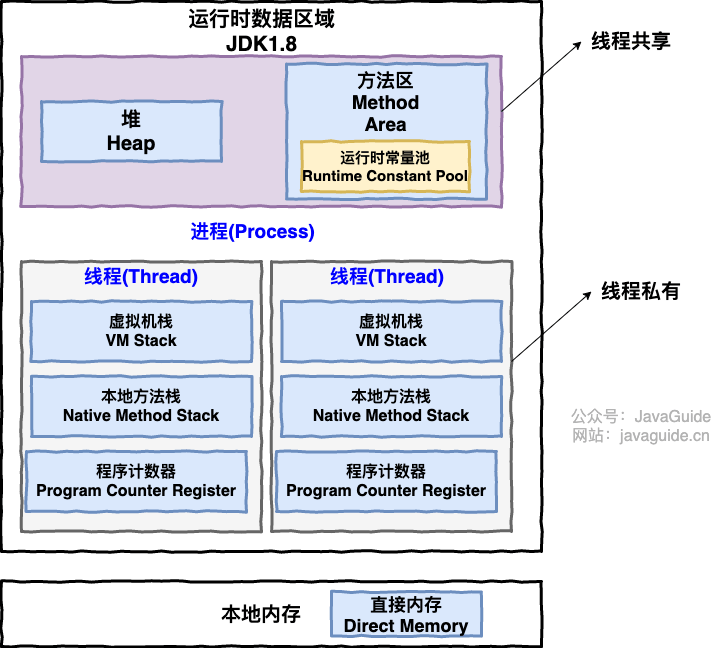 运行时数据区域
JDK1.8
线程共享
堆
Heap
方法区
Method
Area
运行时常量池
Runtime Constant Pool
进程(Process)
线程(Thread)
虚拟机栈
VM Stack
本地方法栈
Native Method Stack
程序计数器
Program Counter Register
线程(Thread)
虚拟机栈
VM Stack
本地方法栈
Native Method Stack
程序计数器
Program Counter Register
线程私有
公众号：JavaGuide
网站：javaguide.cn
本地内存
直接内存
Direct Memory